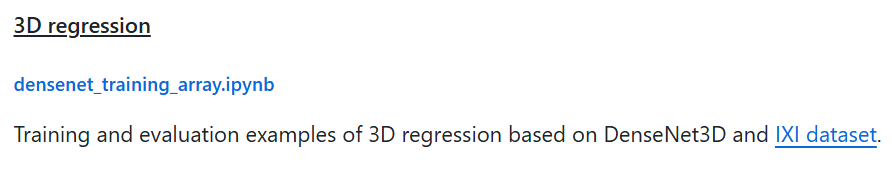 3D regression
densenet_training_array.ipynb
Training and evaluation examples of 3D regression based on DenseNet3D and IXI dataset.